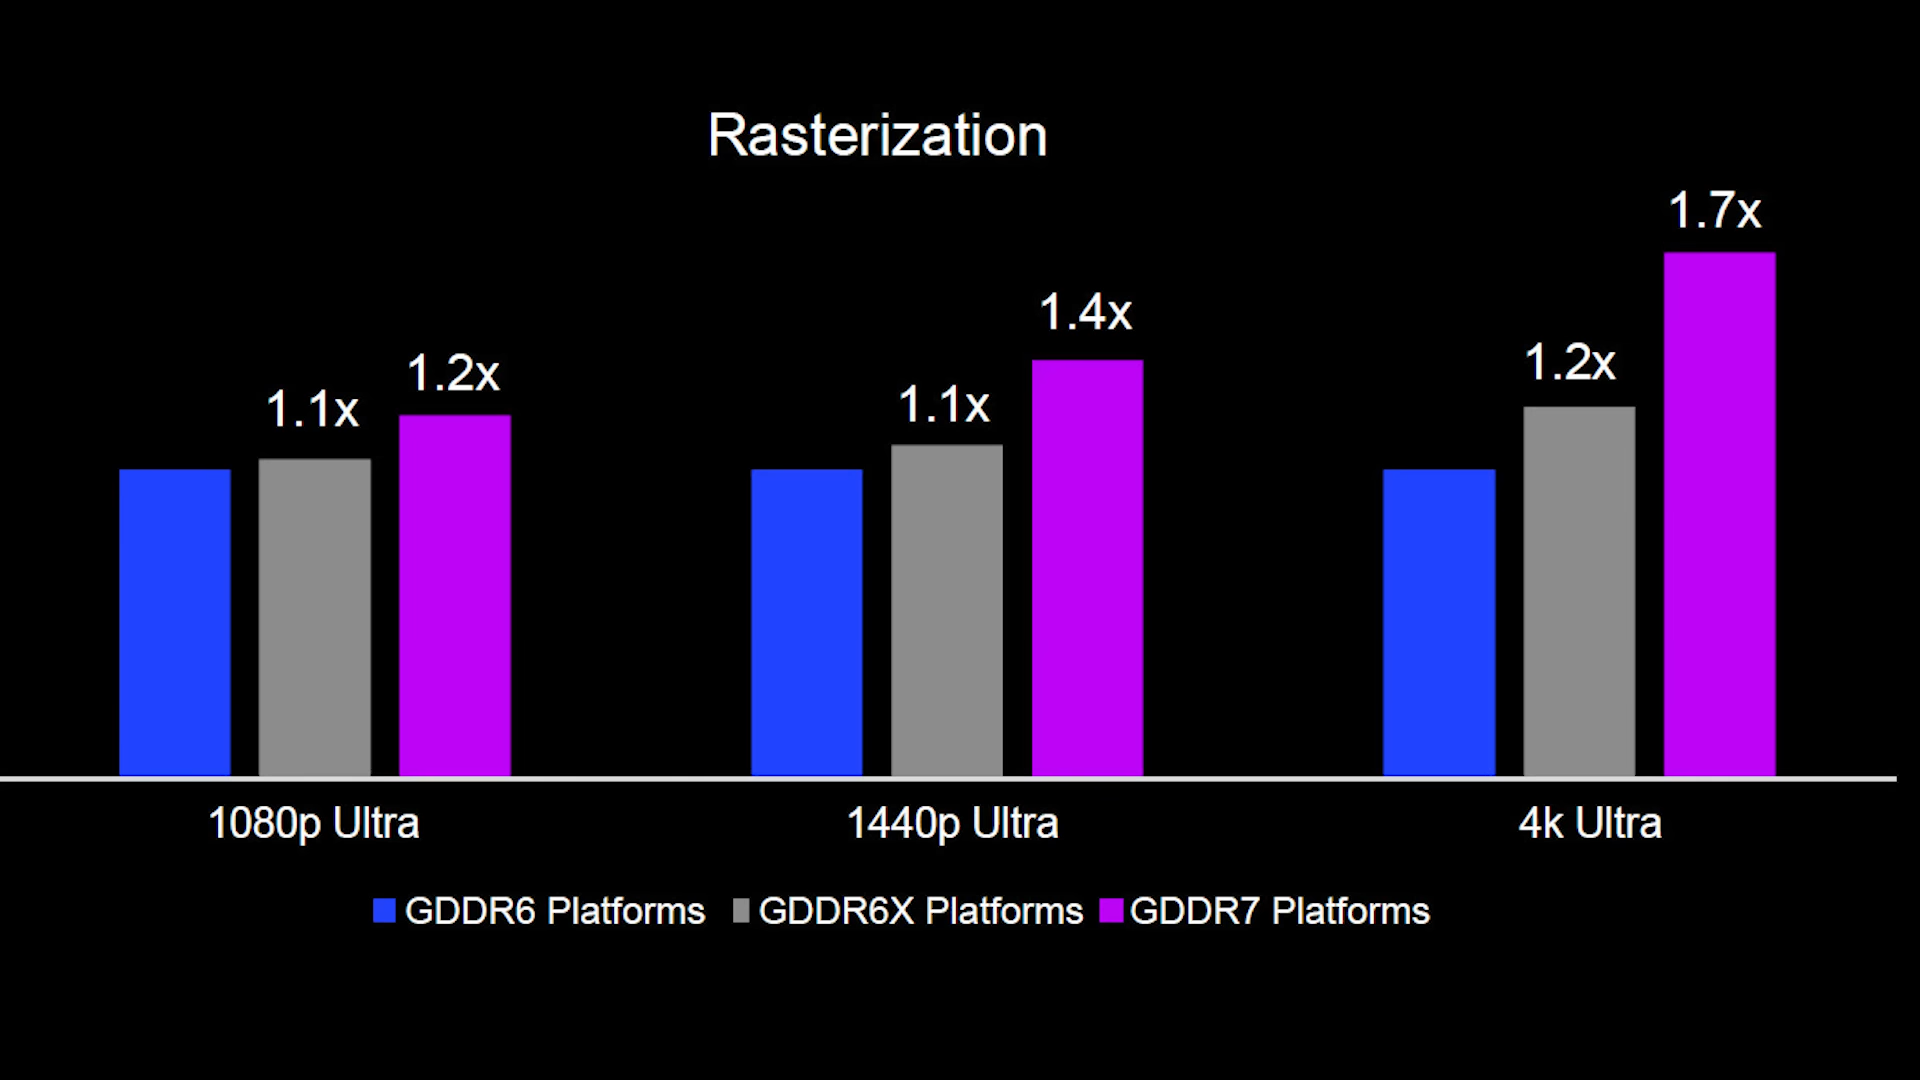 Rasterization
1.1x
1.2x
1.1x
1.4x
1.2x
1.7x
1080p Ultra
1440p Ultra
4k Ultra
GDDR6 Platforms
GDDR6X Platforms
GDDR7 Platforms